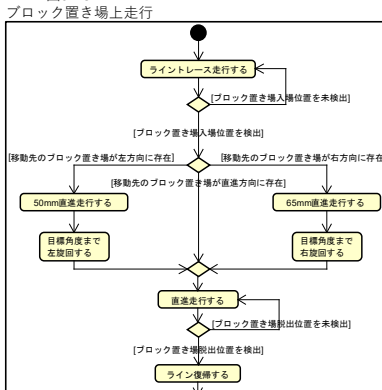 ブロック置き場上走行
ライントレース走行する
[ブロック置き場入場位置を未検出]
[ブロック置き場入場位置を検出]
[移動先のブロック置き場が左方向に存在]
[移動先のブロック置き場が右方向に存在
[移動先のブロック置き場が直進方向に存在]
50mm直進走行する
65mm直進走行する
目標角度まで
左旋回する
目標角度まで
右旋回する
直進走行する
[ブロック置き場脱出位置を未検出]
[ブロック置き場脱出位置を検出]
ライン復帰する